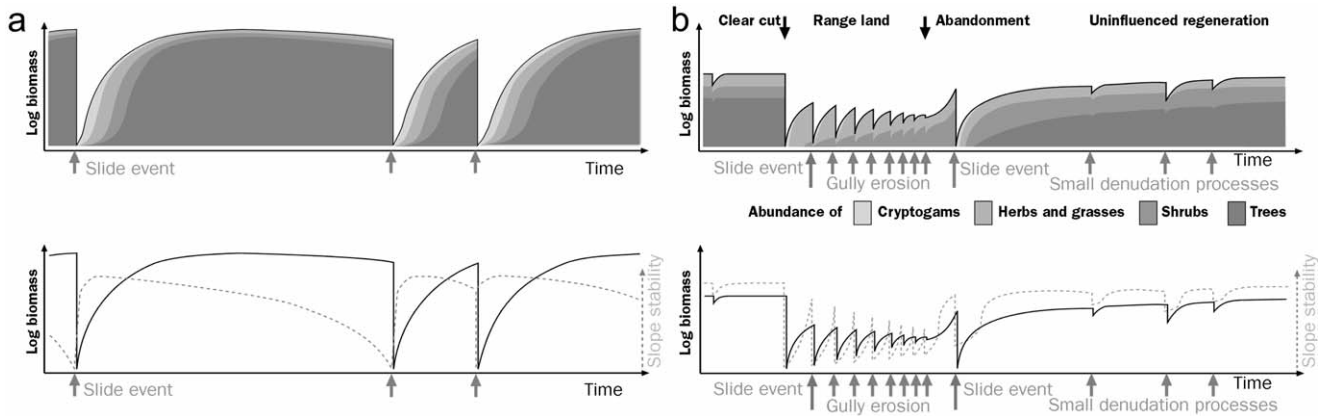 a
Log biomass
Slide event
Time
b
Clear cut
Range land
Abandonment
Uninfluenced regeneration
Log biomass
Time
Slide event
Gully erosion
Slide event
Small denudation processes
Abundance of Cryptogams Herbs and grasses Shrubs Trees
Log biomass
Slope stability
Slide event
Time
Log biomass
Slope stability
Time
Slide event
Gully erosion
Slide event
Small denudation processes